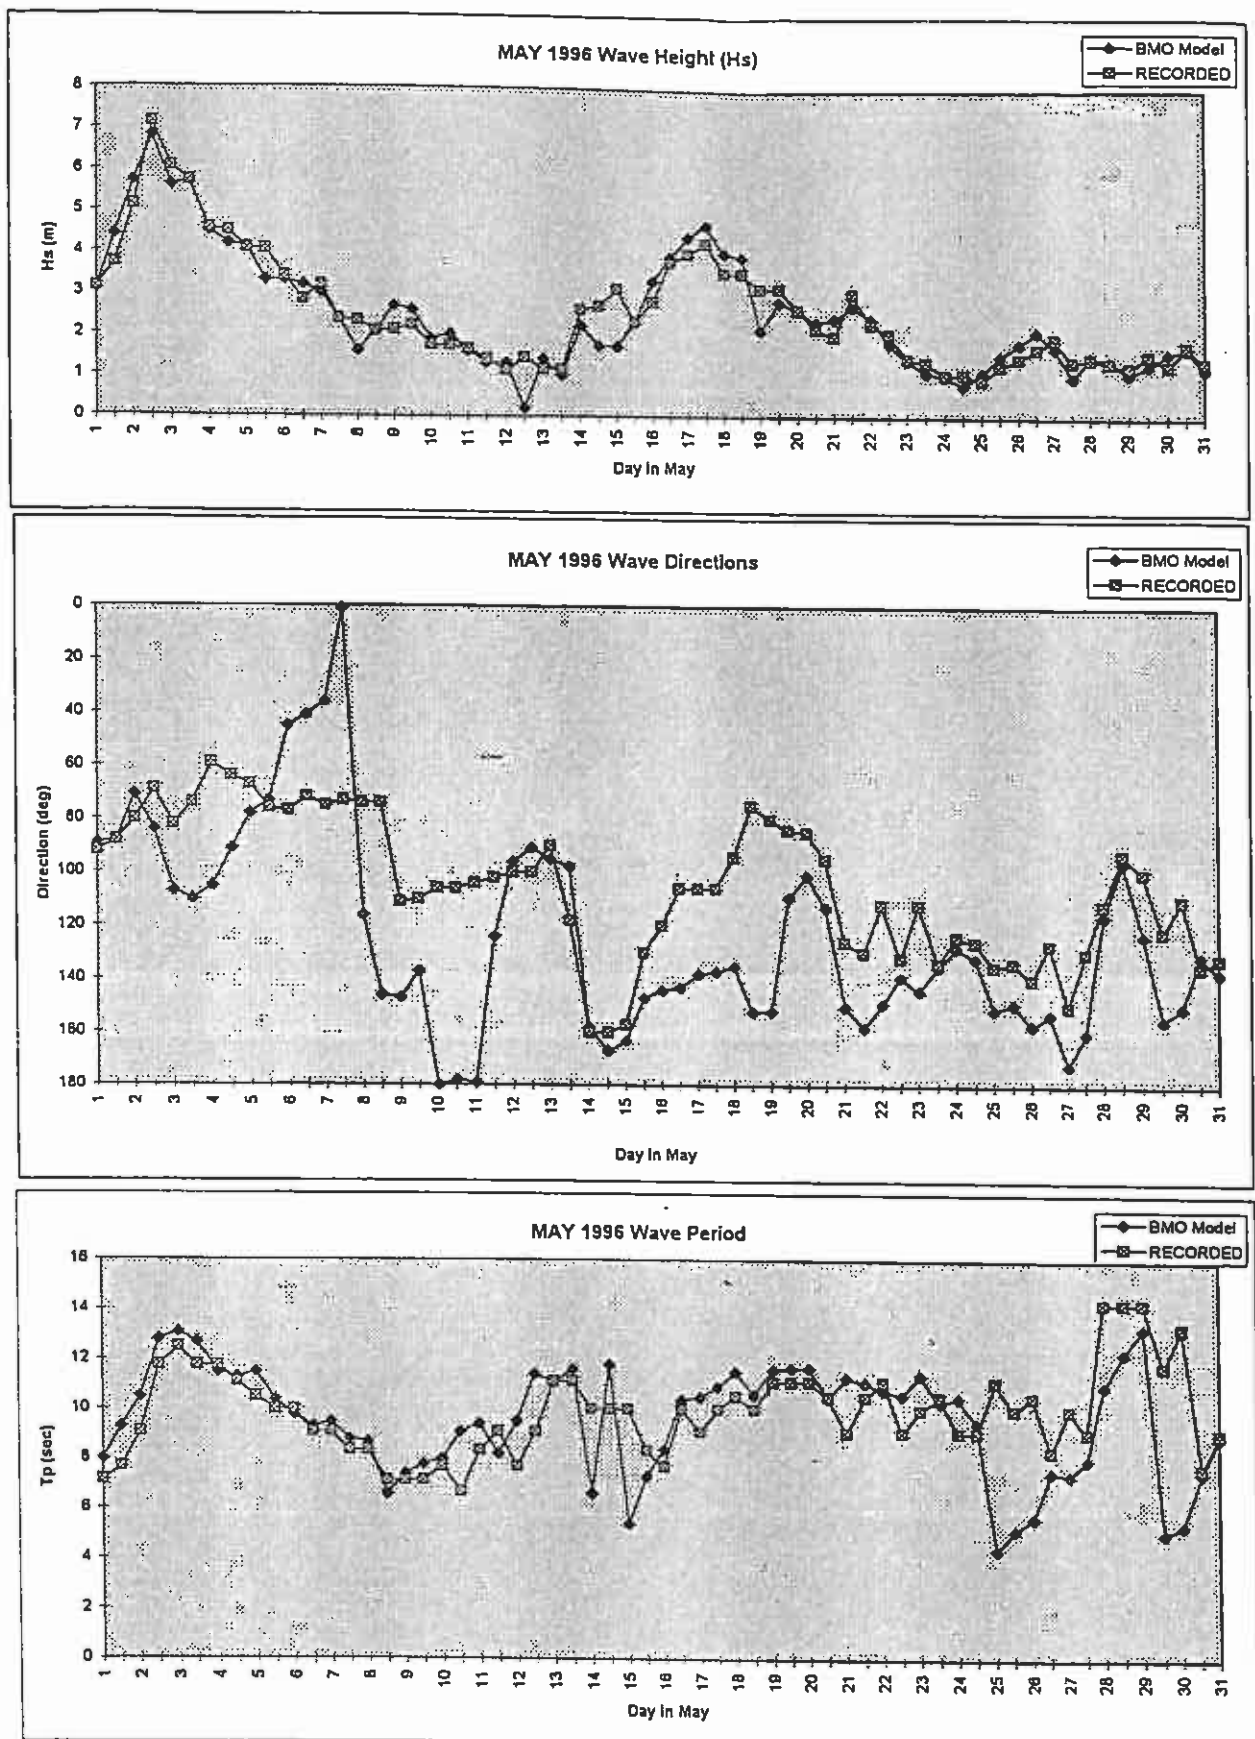 MAY 1996 Wave Height (Hs)
BMO Model
RECORDED
8
7
6
5
4
3
2
1
0
Hs (m)
1 2 3 4 5 6 7 8 9 10 11 12 13 14 15 16 17 18 19 20 21 22 23 24 25 26 27 28 29 30 31
Day in May
MAY 1996 Wave Directions
BMO Model
RECORDED
0
20
40
60
80
100
120
140
160
180
Direction (deg)
1 2 3 4 5 6 7 8 9 10 11 12 13 14 15 16 17 18 19 20 21 22 23 24 25 26 27 28 29 30 31
Day in May
MAY 1996 Wave Period
BMO Model
RECORDED
16
14
12
10
8
6
4
2
0
Tp (sec)
1 2 3 4 5 6 7 8 9 10 11 12 13 14 15 16 17 18 19 20 21 22 23 24 25 26 27 28 29 30 31
Day in May